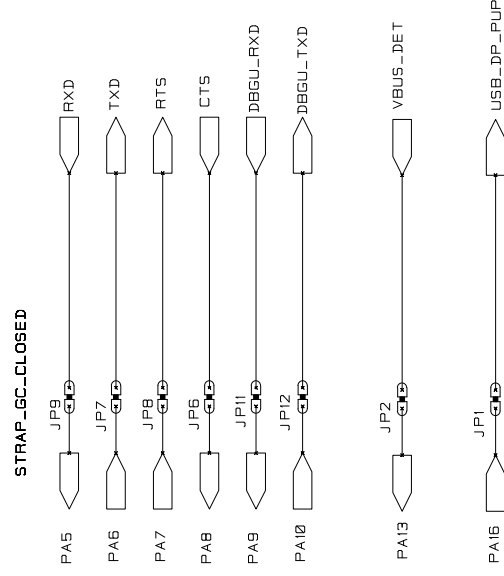 STRAP_GC_CLOSED
PA5 JP9 RXD
PA6 JP7 TXD
PA7 JP8 RTS
PA8 JP6 CTS
PA9 JP11 DBGU_RXD
PA10 JP12 DBGU_TXD
PA13 JP2 VBUS_DET
PA16 JP1 USB_DP_PUP